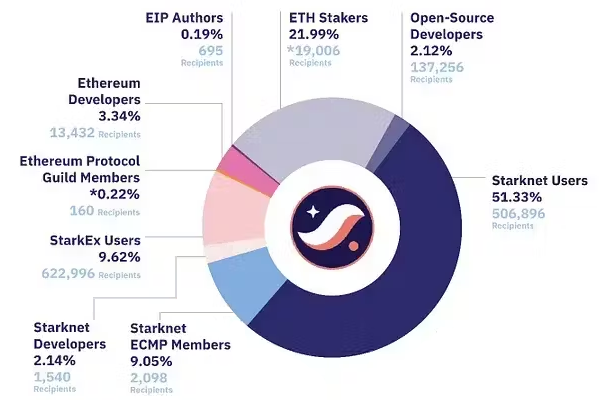 EIP Authors
0.19%
695
Recipients
ETH Stakers
21.99%
*19,006
Recipients
Open-Source
Developers
2.12%
137,256
Recipients
Ethereum
Developers
3.34%
13,432 Recipients
Ethereum Protocol
Guild Members
*0.22%
160 Recipients
Starknet Users
51.33%
506,896
Recipients
StarkEx Users
9.62%
622,996 Recipients
Starknet
Developers
2.14%
1,540
Recipients
Starknet
ECMP Members
9.05%
2,098
Recipients